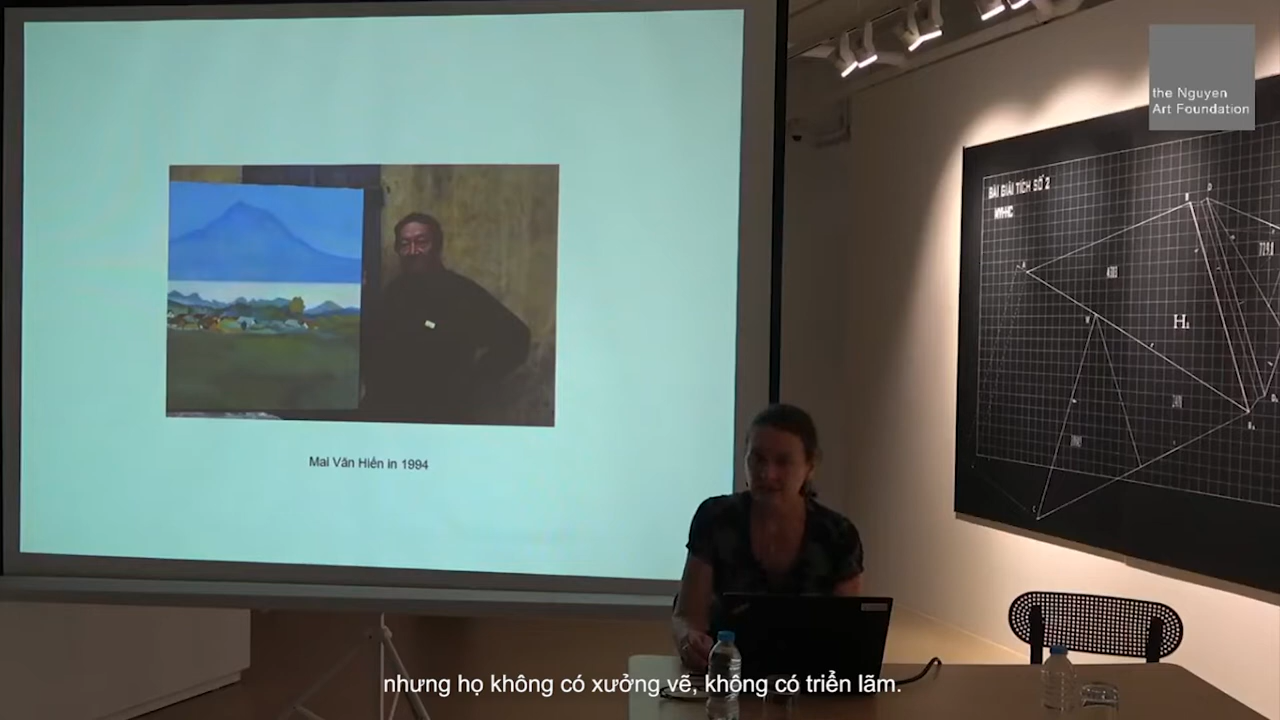 the Nguyen
Art Foundation
BÀI GIẢI TÍCH SỐ 2
H₁
Mai Văn Hiến in 1994
nhưng họ không có xưởng vẽ, không có triển lãm.